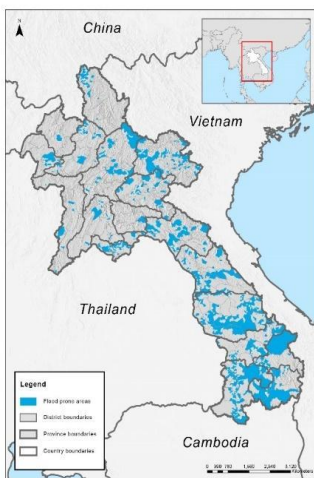 N
China
Vietnam
Thailand
Cambodia
Legend
Flood prone areas
District boundaries
Province boundaries
Country boundaries
Kilometers